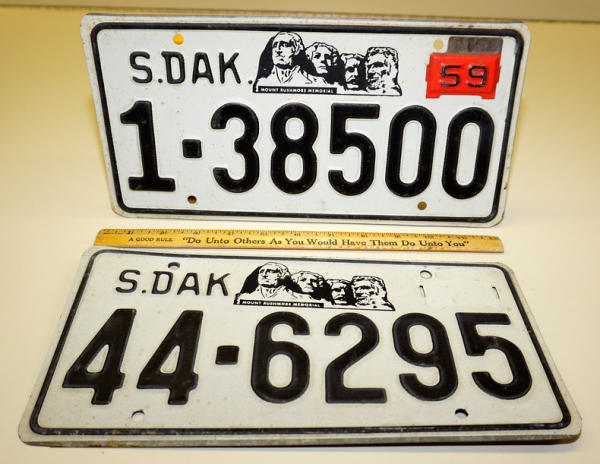 S.DAK.
MOUNT RUSHMORE MEMORIAL
59
1-38500
A GOOD RULE "Do Unto Others As You Would Have Them Do Unto You"
S.DAK.
MOUNT RUSHMORE MEMORIAL
44-6295